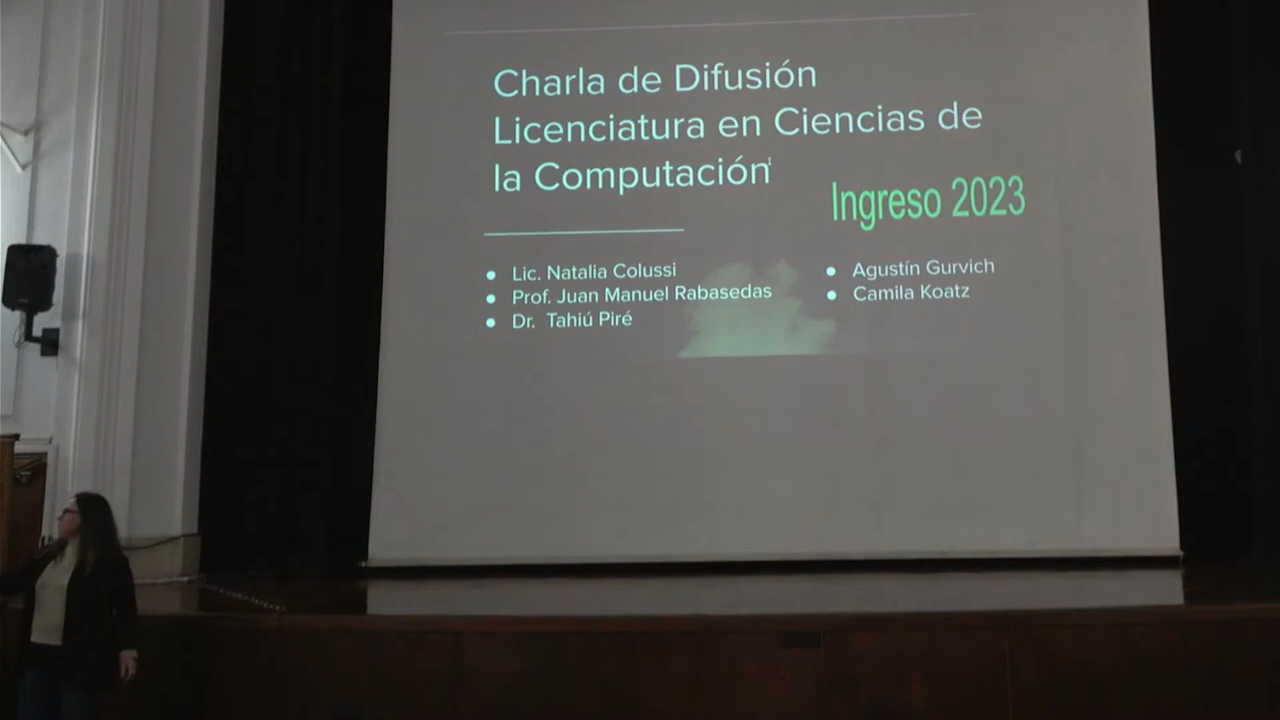 Charla de Difusión
Licenciatura en Ciencias de
la Computación
Ingreso 2023
Lic. Natalia Colussi
Prof. Juan Manuel Rabasedas
Dr. Tahiú Piré
Agustín Gurvich
Camila Koatz